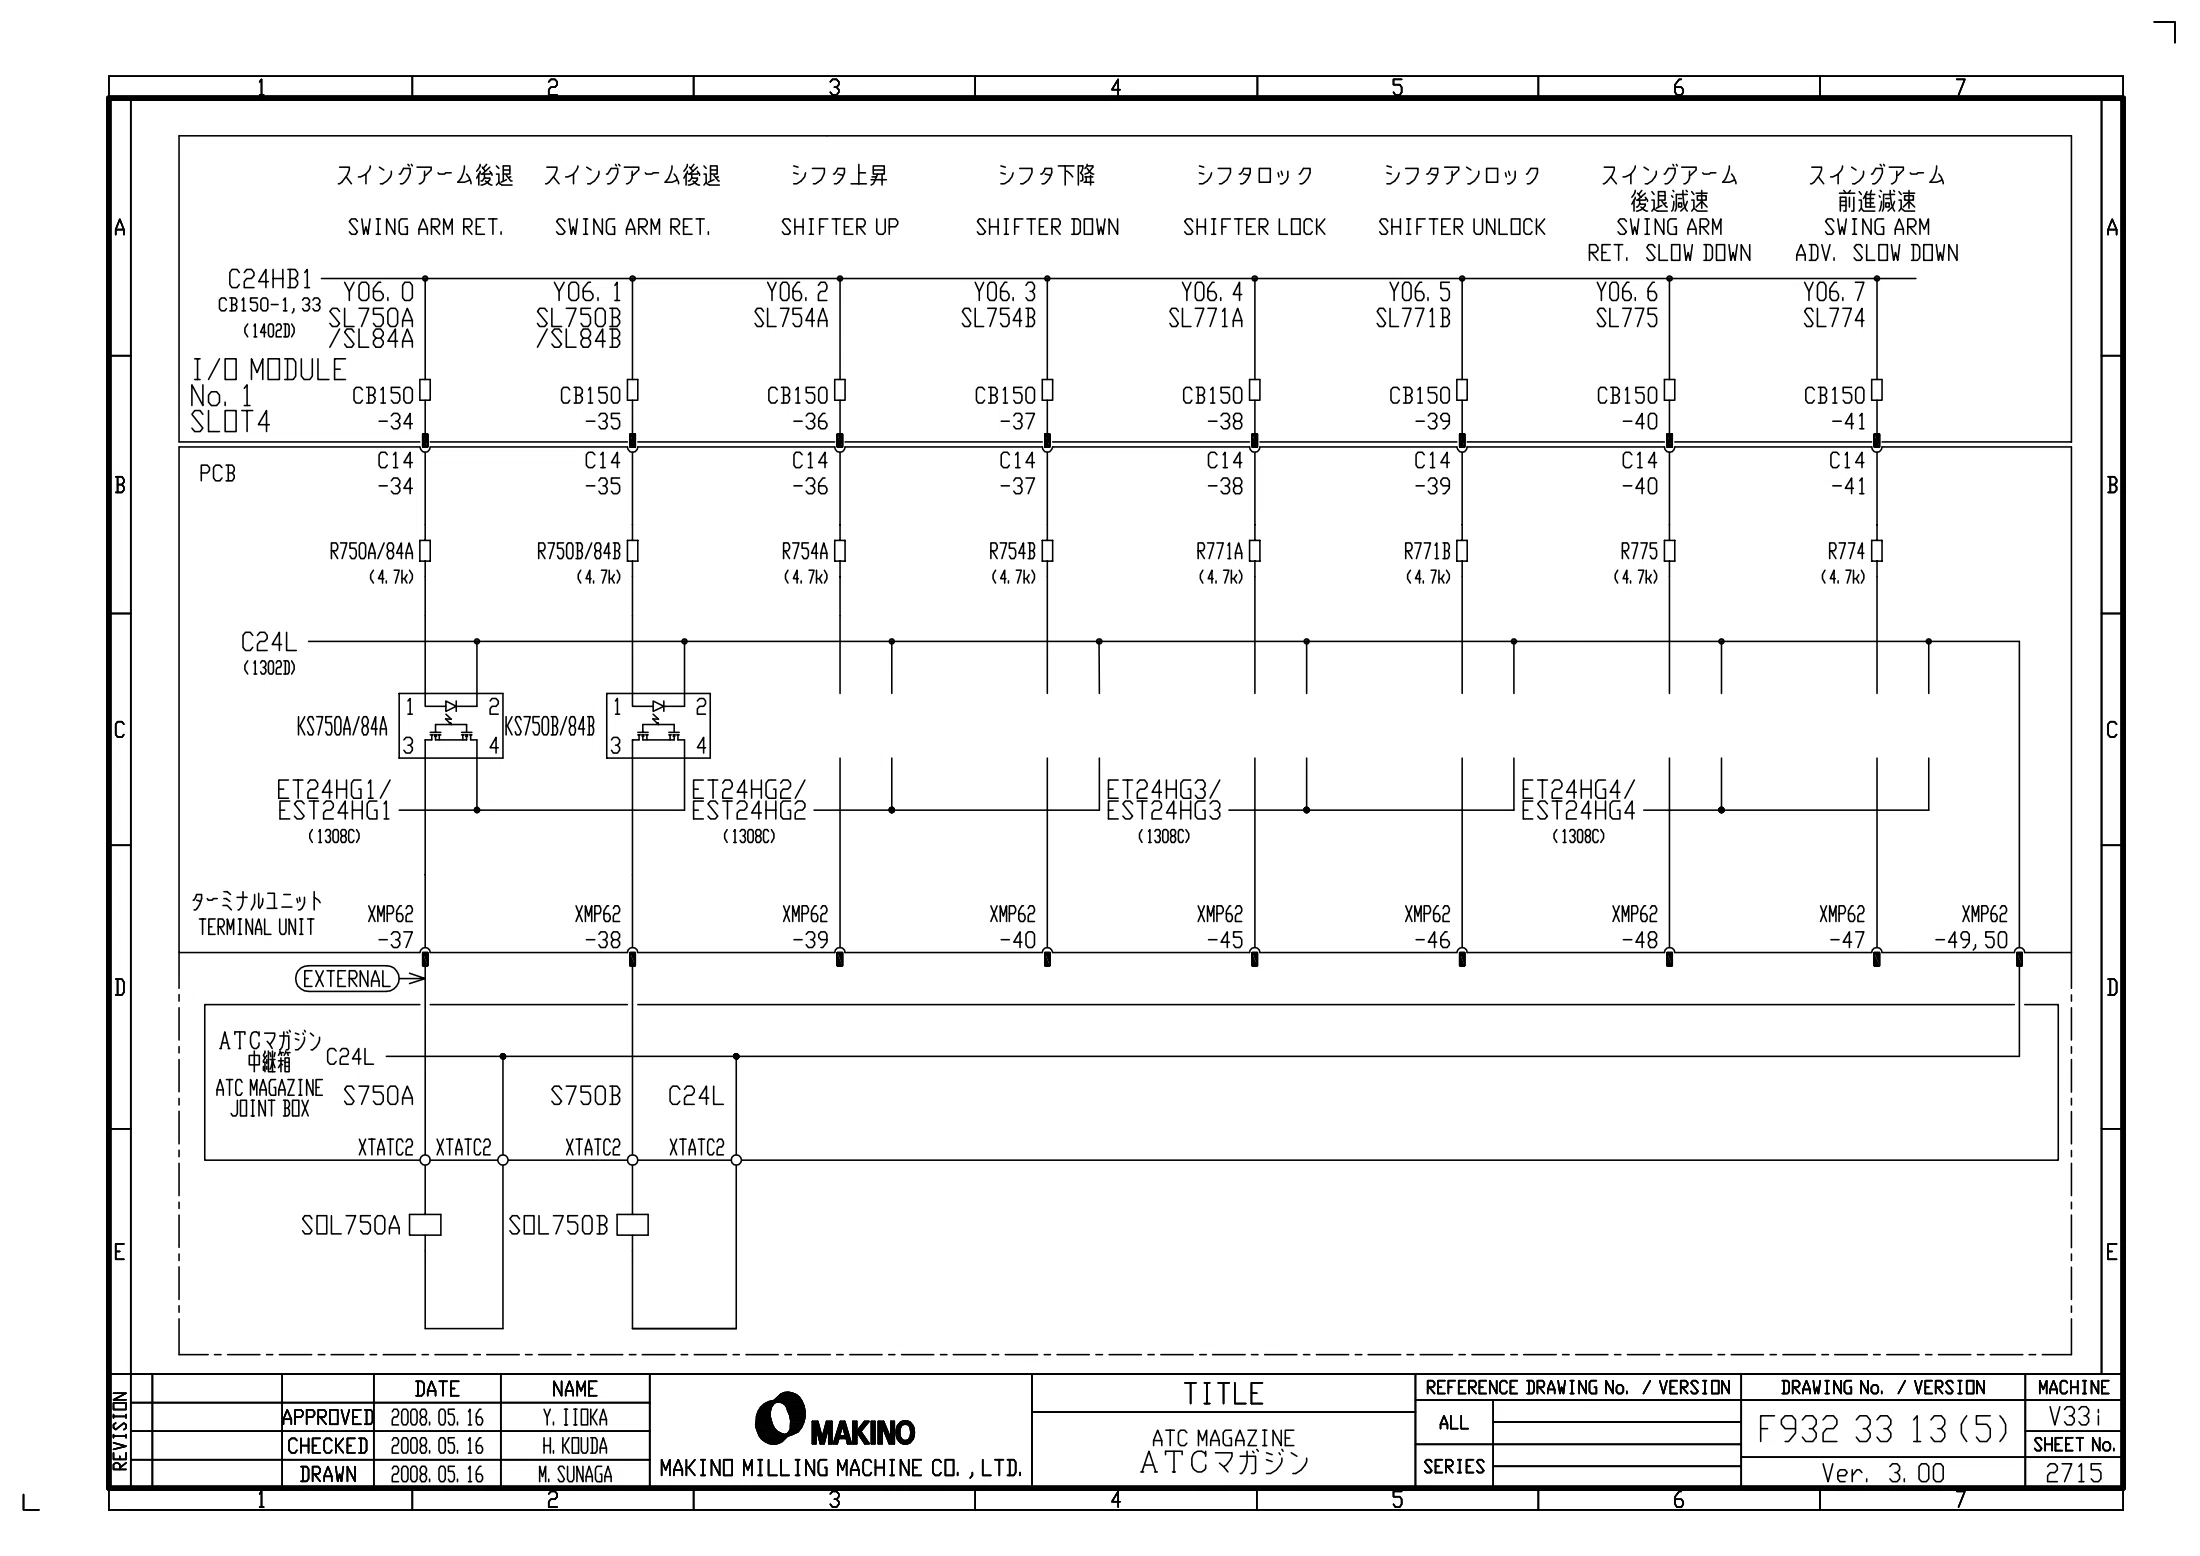 1 2 3 4 5 6 7
スイングアーム後退 スイングアーム後退 シフタ上昇 シフタ下降 シフタロック シフタアンロック スイングアーム スイングアーム
後退減速 前進減速
A SWING ARM RET. SWING ARM RET. SHIFTER UP SHIFTER DOWN SHIFTER LOCK SHIFTER UNLOCK SWING ARM SWING ARM A
RET. SLOW DOWN ADV. SLOW DOWN
C24HB1
Y06.0 Y06.1 Y06.2 Y06.3 Y06.4 Y06.5 Y06.6 Y06.7
CB150-1,33
SL750A SL750B SL754A SL754B SL771A SL771B SL775 SL774
(1402D) /SL84A /SL84B
I/O MODULE
No.1 CB150 CB150 CB150 CB150 CB150 CB150 CB150 CB150
SLOT4 -34 -35 -36 -37 -38 -39 -40 -41
C14 C14 C14 C14 C14 C14 C14 C14
PCB
B -34 -35 -36 -37 -38 -39 -40 -41 B
R750A/84A R750B/84B R754A R754B R771A R771B R775 R774
(4.7k) (4.7k) (4.7k) (4.7k) (4.7k) (4.7k) (4.7k) (4.7k)
C24L
(1302D)
1 2 1 2
C KS750A/84A KS750B/84B C
3 4 3 4
ET24HG1/ ET24HG2/ ET24HG3/ ET24HG4/
EST24HG1 EST24HG2 EST24HG3 EST24HG4
(1308C) (1308C) (1308C) (1308C)
ターミナルユニット
TERMINAL UNIT
XMP62 XMP62 XMP62 XMP62 XMP62 XMP62 XMP62 XMP62 XMP62
-37 -38 -39 -40 -45 -46 -48 -47 -49,50
EXTERNAL
D D
ATCマガジン
中継箱 C24L
ATC MAGAZINE
JOINT BOX
S750A S750B C24L
XTATC2 XTATC2 XTATC2 XTATC2
SOL750A SOL750B
E E
REVISION
DATE NAME
APPROVED 2008.05.16 Y.IIOKA
CHECKED 2008.05.16 H.KOUDA
DRAWN 2008.05.16 M.SUNAGA
MAKINO
MAKINO MILLING MACHINE CO.,LTD.
TITLE
ATC MAGAZINE
ATCマガジン
REFERENCE DRAWING No. / VERSION
ALL
SERIES
DRAWING No. / VERSION
F932 33 13(5)
Ver. 3.00
MACHINE
V33i
SHEET No.
2715
1 2 3 4 5 6 7